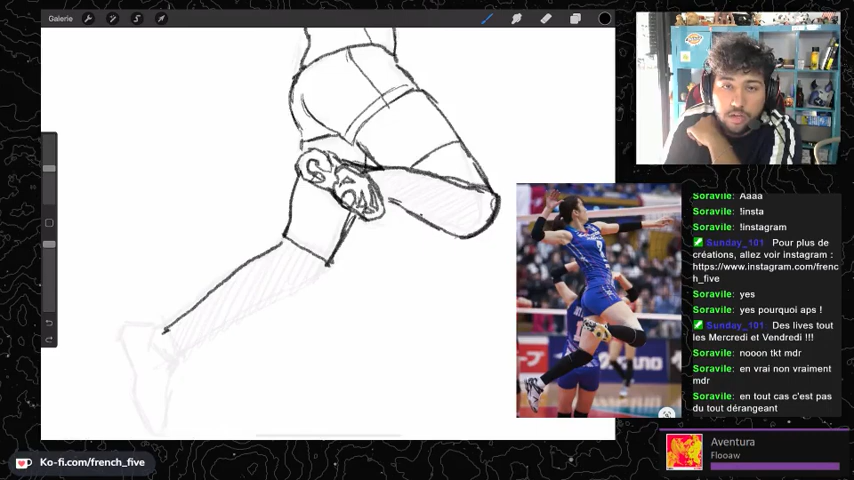 Galerie
Soravile: Aaaa
Soravile: !insta
Soravile: !instagram
Sunday_101 Pour plus de
créations, allez voir instagram :
https://www.instagram.com/frenc
h_five
Soravile: yes
Soravile: yes pourquoi aps !
Sunday_101: Des lives tout
les Mercredi et Vendredi !!!
Soravile: nooon tkt mdr
Soravile: en vrai non vraiment
mdr
Soravile: en tout cas c'est pas
du tout dérangeant
Aventura
Flooaw
Ko-fi.com/french_five